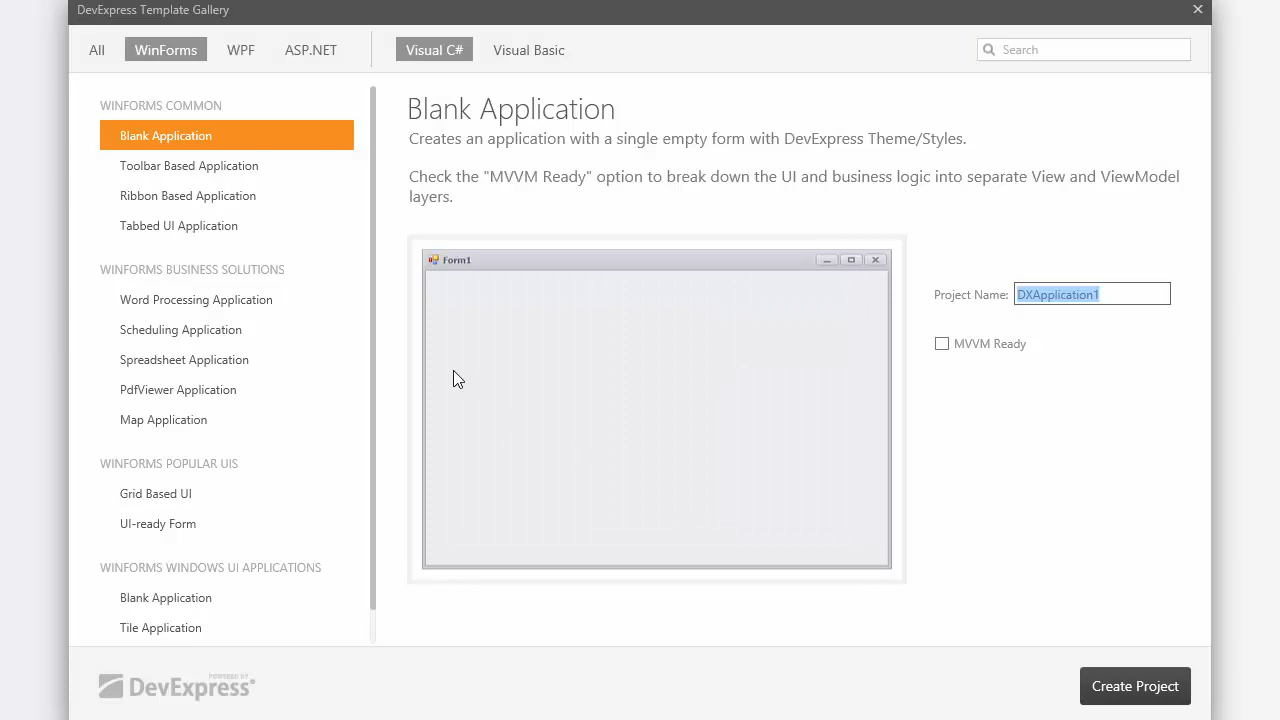 DevExpress Template Gallery
All WinForms WPF ASP.NET Visual C# Visual Basic Search
WINFORMS COMMON
Blank Application
Toolbar Based Application
Ribbon Based Application
Tabbed UI Application
WINFORMS BUSINESS SOLUTIONS
Word Processing Application
Scheduling Application
Spreadsheet Application
PdfViewer Application
Map Application
WINFORMS POPULAR UIS
Grid Based UI
UI-ready Form
WINFORMS WINDOWS UI APPLICATIONS
Blank Application
Tile Application
Blank Application
Creates an application with a single empty form with DevExpress Theme/Styles.
Check the "MVVM Ready" option to break down the UI and business logic into separate View and ViewModel
layers.
Form1
Project Name: DXApplication1
MVVM Ready
POWERED BY
DevExpress
Create Project